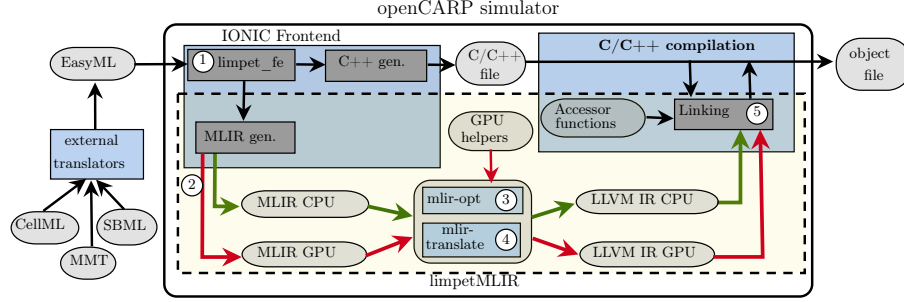 openCARP simulator
IONIC Frontend
EasyML
1
limpet_fe
C++ gen.
C/C++
file
C/C++ compilation
object
file
external
translators
MLIR gen.
GPU
helpers
Accessor
functions
Linking
5
2
CellML
SBML
MMT
MLIR CPU
MLIR GPU
mlir-opt
3
mlir-
translate
4
LLVM IR CPU
LLVM IR GPU
limpetMLIR